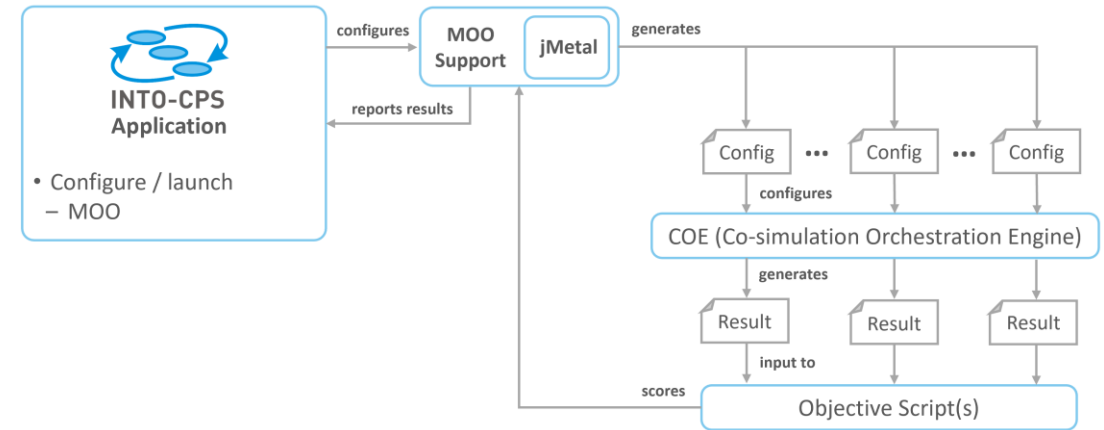 INTO-CPS
Application
• Configure / launch
– MOO
configures
reports results
MOO
Support
jMetal
generates
Config ... Config ... Config
configures
COE (Co-simulation Orchestration Engine)
generates
Result Result Result
input to
scores
Objective Script(s)